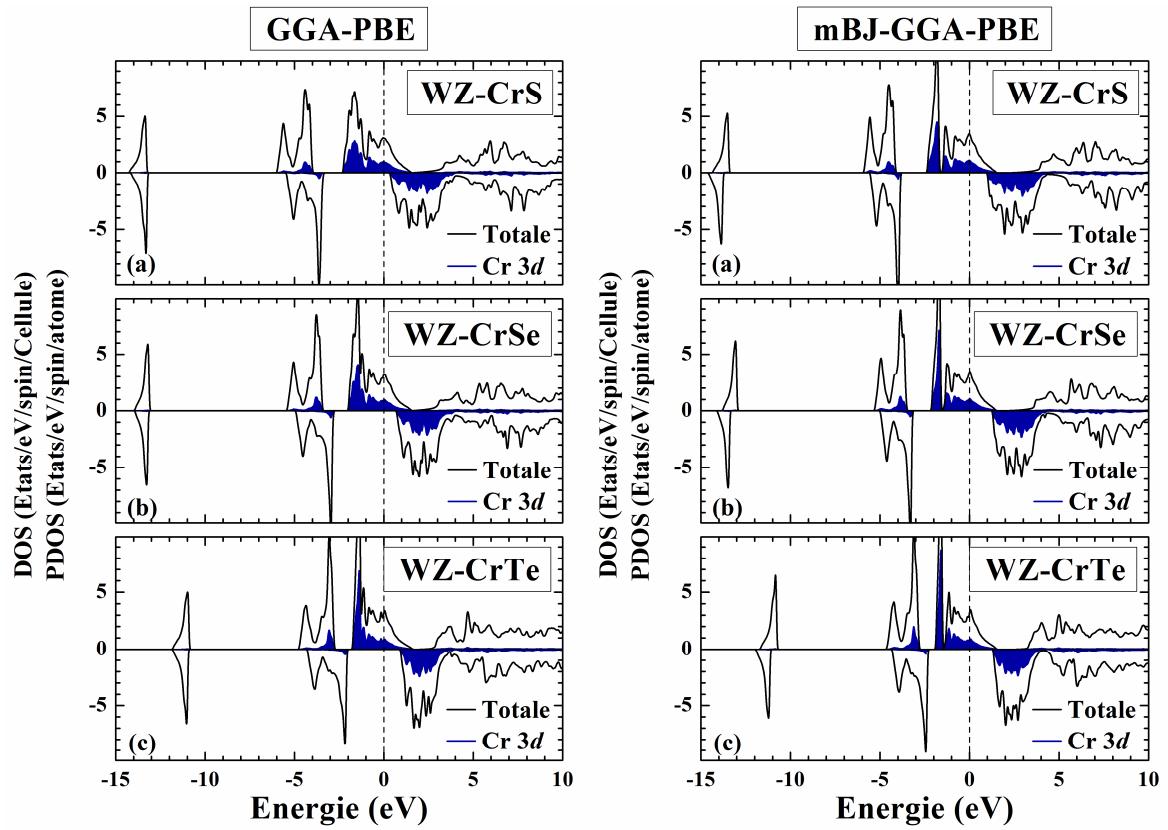 GGA-PBE
mBJ-GGA-PBE
DOS (Etats/eV/spin/Cellule)
PDOS (Etats/eV/spin/atome)
WZ-CrS
5
0
-5
Totale
Cr 3d
(a)
WZ-CrSe
5
0
-5
Totale
Cr 3d
(b)
WZ-CrTe
5
0
-5
Totale
Cr 3d
(c)
-15 -10 -5 0 5 10
Energie (eV)
DOS (Etats/eV/spin/Cellule)
PDOS (Etats/eV/spin/atome)
WZ-CrS
5
0
-5
Totale
Cr 3d
(a)
WZ-CrSe
5
0
-5
Totale
Cr 3d
(b)
WZ-CrTe
5
0
-5
Totale
Cr 3d
(c)
-15 -10 -5 0 5 10
Energie (eV)